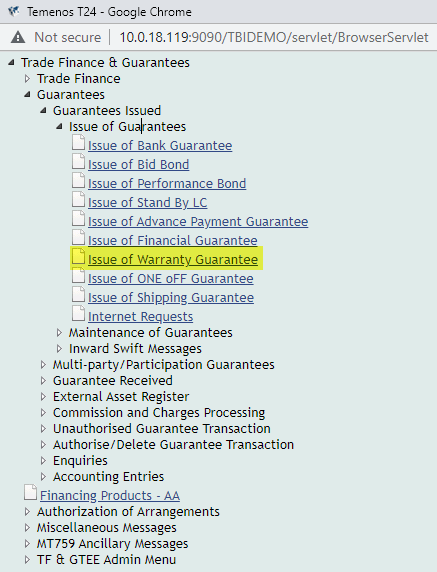 Temenos T24 - Google Chrome
Not secure | 10.0.18.119:9090/TBIDEMO/servlet/BrowserServlet
Trade Finance & Guarantees
Trade Finance
Guarantees
Guarantees Issued
Issue of Guarantees
Issue of Bank Guarantee
Issue of Bid Bond
Issue of Performance Bond
Issue of Stand By LC
Issue of Advance Payment Guarantee
Issue of Financial Guarantee
Issue of Warranty Guarantee
Issue of ONE oFF Guarantee
Issue of Shipping Guarantee
Internet Requests
Maintenance of Guarantees
Inward Swift Messages
Multi-party/Participation Guarantees
Guarantee Received
External Asset Register
Commission and Charges Processing
Unauthorised Guarantee Transaction
Authorise/Delete Guarantee Transaction
Enquiries
Accounting Entries
Financing Products - AA
Authorization of Arrangements
Miscellaneous Messages
MT759 Ancillary Messages
TF & GTEE Admin Menu